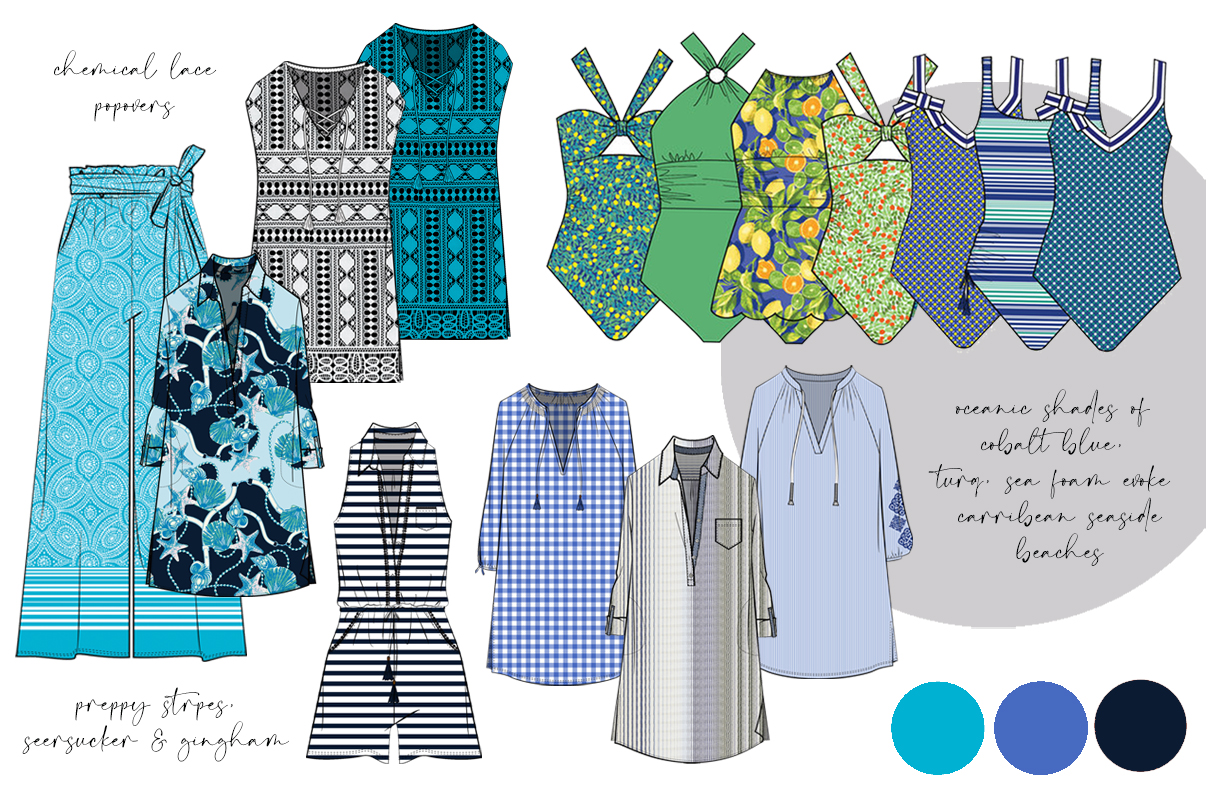 chemical lace
popovers
oceanic shades of
cobalt blue,
turq, sea foam evoke
carribean seaside
beaches
preppy strpes,
seersucker & gingham